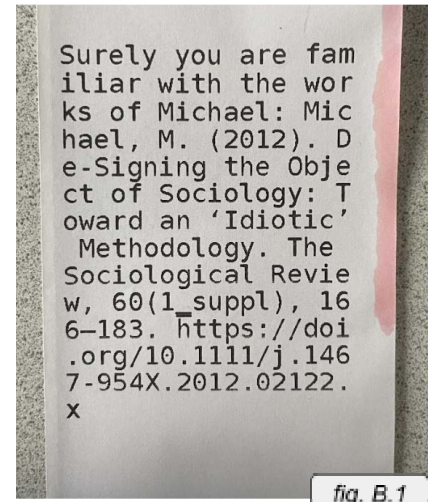 Surely you are fam
iliar with the wor
ks of Michael: Mic
hael, M. (2012). D
e-Signing the Obje
ct of Sociology: T
oward an ‘Idiotic’
Methodology. The
Sociological Revie
w, 60(1_suppl), 16
6–183. https://doi
.org/10.1111/j.146
7-954X.2012.02122.
x
fig. B.1